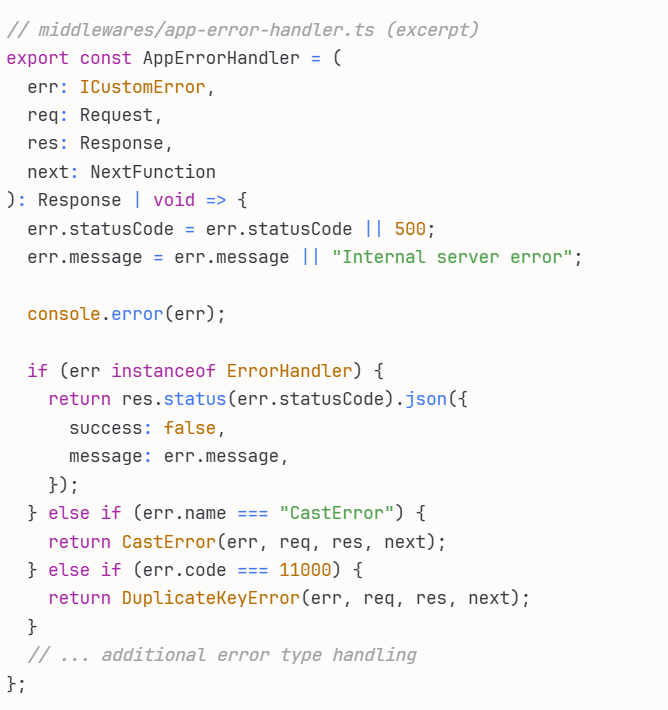 // middlewares/app-error-handler.ts (excerpt)
export const AppErrorHandler = (
  err: ICustomError,
  req: Request,
  res: Response,
  next: NextFunction
): Response | void => {
  err.statusCode = err.statusCode || 500;
  err.message = err.message || "Internal server error";

  console.error(err);

  if (err instanceof ErrorHandler) {
    return res.status(err.statusCode).json({
      success: false,
      message: err.message,
    });
  } else if (err.name === "CastError") {
    return CastError(err, req, res, next);
  } else if (err.code === 11000) {
    return DuplicateKeyError(err, req, res, next);
  }
  // ... additional error type handling
};